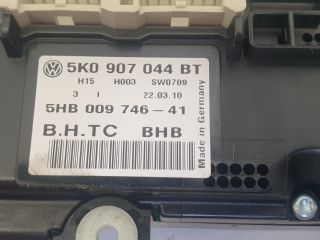 5K0 907 044 BT
H15 H003 SW0709
3 I 22.03.10
5HB 009 746-41
B.H.TC BHB
Made in Germany